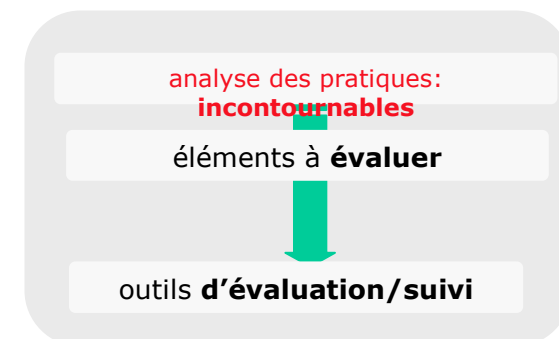 analyse des pratiques:
incontournables
éléments à évaluer
outils d’évaluation/suivi